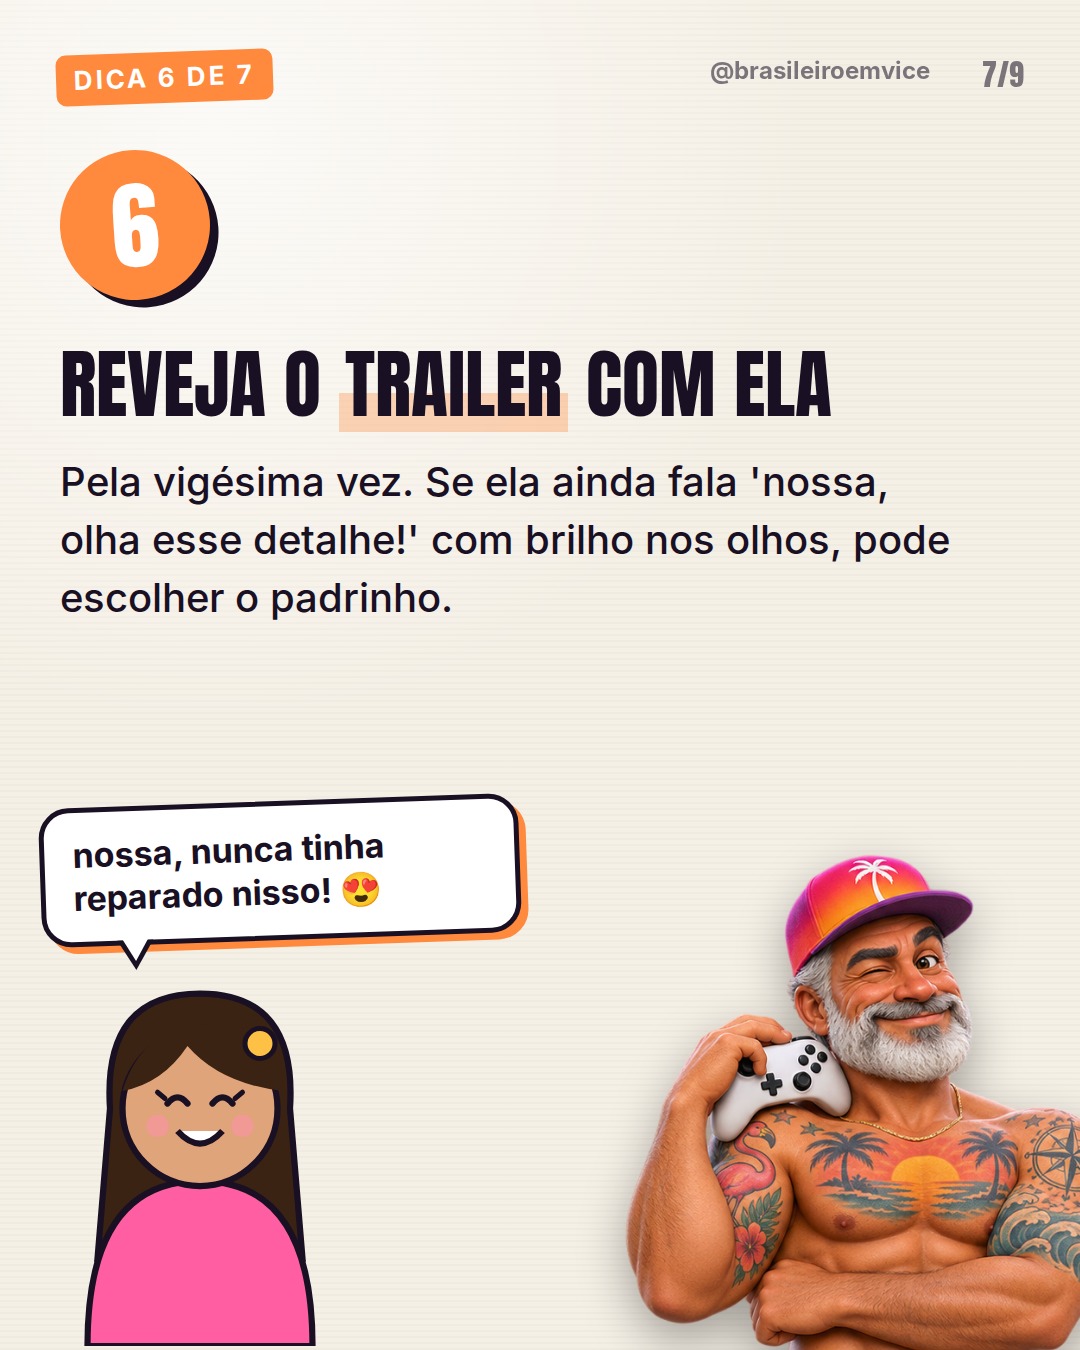 DICA 6 DE 7
@brasileiroemvice
7/9
6
REVEJA O TRAILER COM ELA
Pela vigésima vez. Se ela ainda fala 'nossa,
olha esse detalhe!' com brilho nos olhos, pode
escolher o padrinho.
nossa, nunca tinha
reparado nisso! 😍